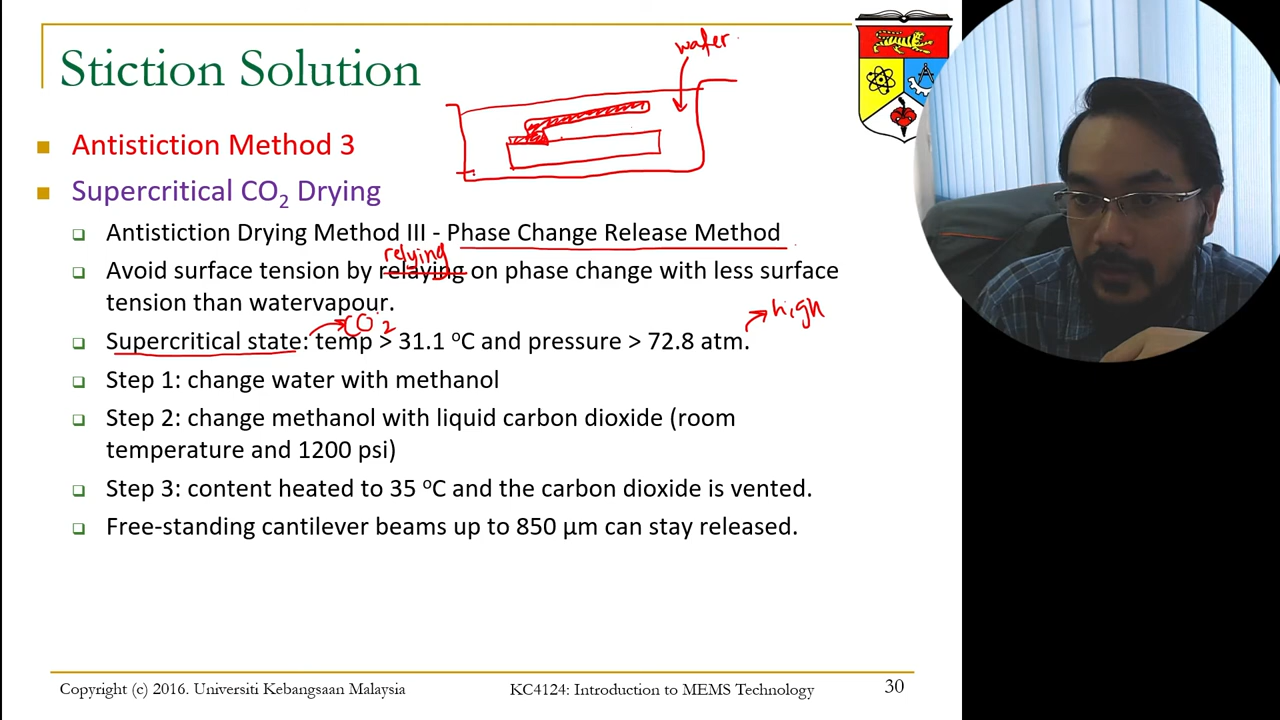 Stiction Solution
wafer
Antistiction Method 3
Supercritical CO2 Drying
Antistiction Drying Method III - Phase Change Release Method
relying
Avoid surface tension by relaying on phase change with less surface
tension than watervapour.
CO2
high
Supercritical state: temp > 31.1 ºC and pressure > 72.8 atm.
Step 1: change water with methanol
Step 2: change methanol with liquid carbon dioxide (room
temperature and 1200 psi)
Step 3: content heated to 35 ºC and the carbon dioxide is vented.
Free-standing cantilever beams up to 850 µm can stay released.
Copyright (c) 2016. Universiti Kebangsaan Malaysia
KC4124: Introduction to MEMS Technology
30